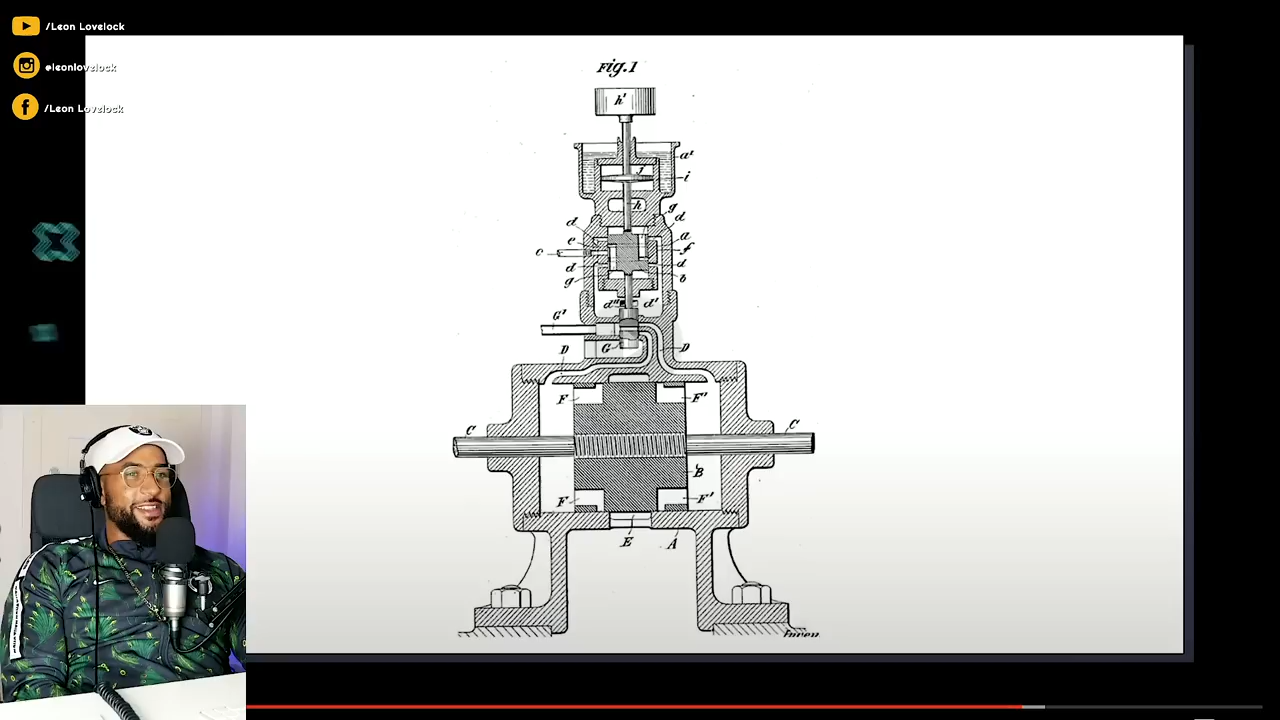 /Leon Lovelock
@leonlovelock
/Leon Lovelock
Fig.1
h'
a'
J
i
h
g
d
d
e
a
f
c
d
d
g
b
d"
d'
G'
G
D
D
F
F'
C
C
B
F
F'
E
A